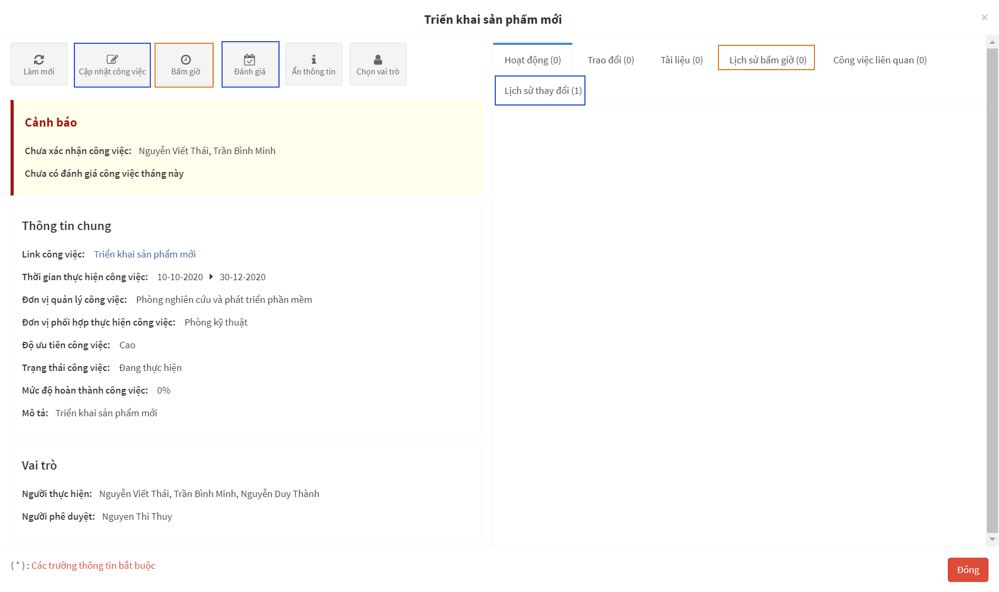 Triển khai sản phẩm mới
×
Làm mới
Cập nhật công việc
Bấm giờ
Đánh giá
Ẩn thông tin
Chọn vai trò
Hoạt động (0)
Trao đổi (0)
Tài liệu (0)
Lịch sử bấm giờ (0)
Công việc liên quan (0)
Lịch sử thay đổi (1)
Cảnh báo
Chưa xác nhận công việc: Nguyễn Viết Thái, Trần Bình Minh
Chưa có đánh giá công việc tháng này
Thông tin chung
Link công việc: Triển khai sản phẩm mới
Thời gian thực hiện công việc: 10-10-2020 30-12-2020
Đơn vị quản lý công việc: Phòng nghiên cứu và phát triển phần mềm
Đơn vị phối hợp thực hiện công việc: Phòng kỹ thuật
Độ ưu tiên công việc: Cao
Trạng thái công việc: Đang thực hiện
Mức độ hoàn thành công việc: 0%
Mô tả: Triển khai sản phẩm mới
Vai trò
Người thực hiện: Nguyễn Viết Thái, Trần Bình Minh, Nguyễn Duy Thành
Người phê duyệt: Nguyen Thi Thuy
( * ) : Các trường thông tin bắt buộc
Đóng